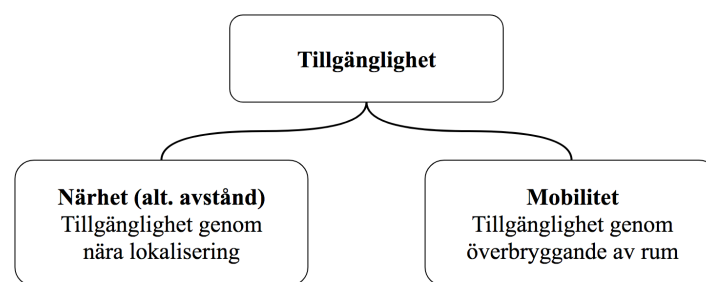 Tillgänglighet
Närhet (alt. avstånd)
Tillgänglighet genom
nära lokalisering
Mobilitet
Tillgänglighet genom
överbryggande av rum